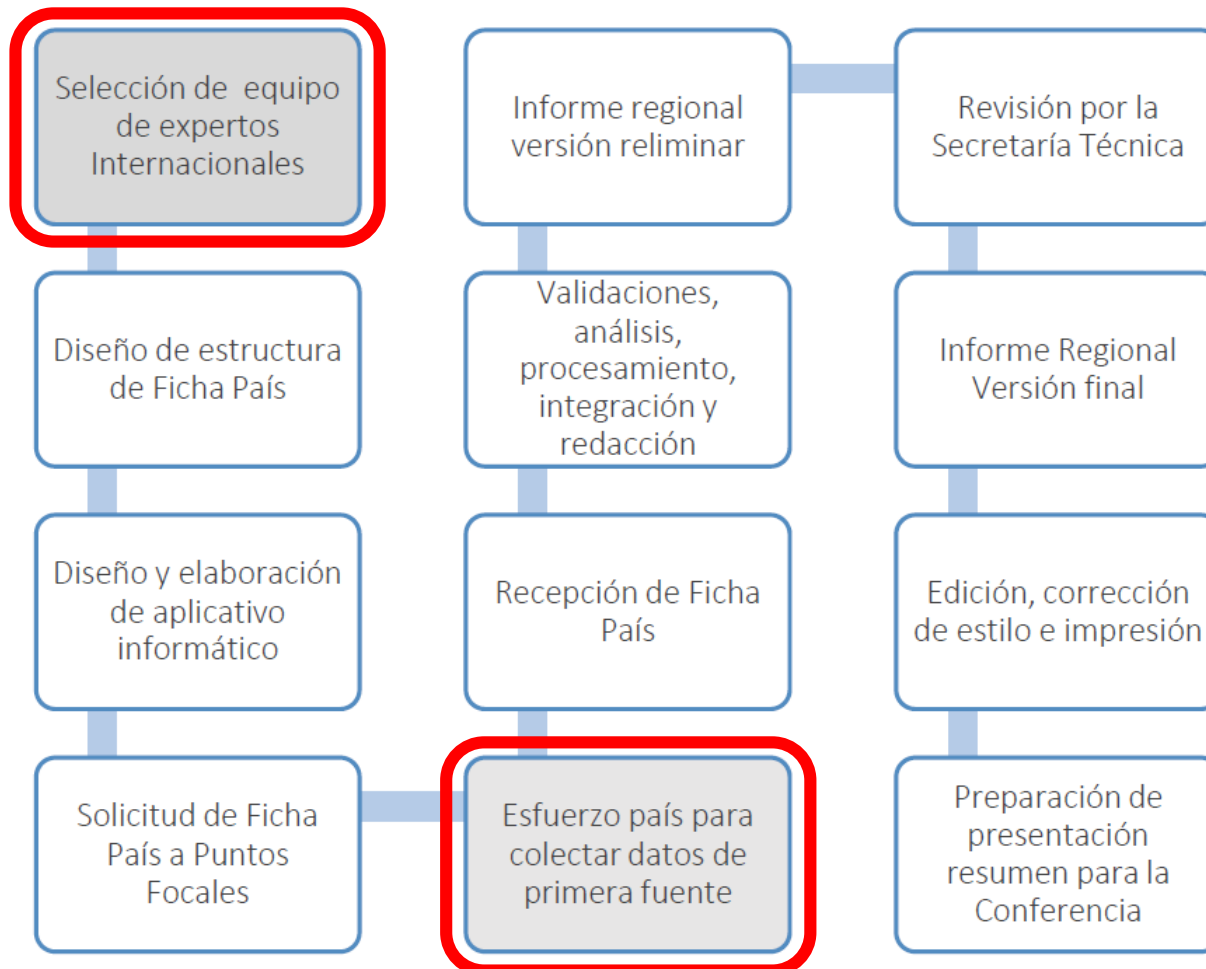 Selección de equipo
de expertos
Internacionales
Diseño de estructura
de Ficha País
Diseño y elaboración
de aplicativo
informático
Solicitud de Ficha
País a Puntos
Focales
Esfuerzo país para
colectar datos de
primera fuente
Recepción de Ficha
País
Validaciones,
análisis,
procesamiento,
integración y
redacción
Informe regional
versión reliminar
Revisión por la
Secretaría Técnica
Informe Regional
Versión final
Edición, corrección
de estilo e impresión
Preparación de
presentación
resumen para la
Conferencia